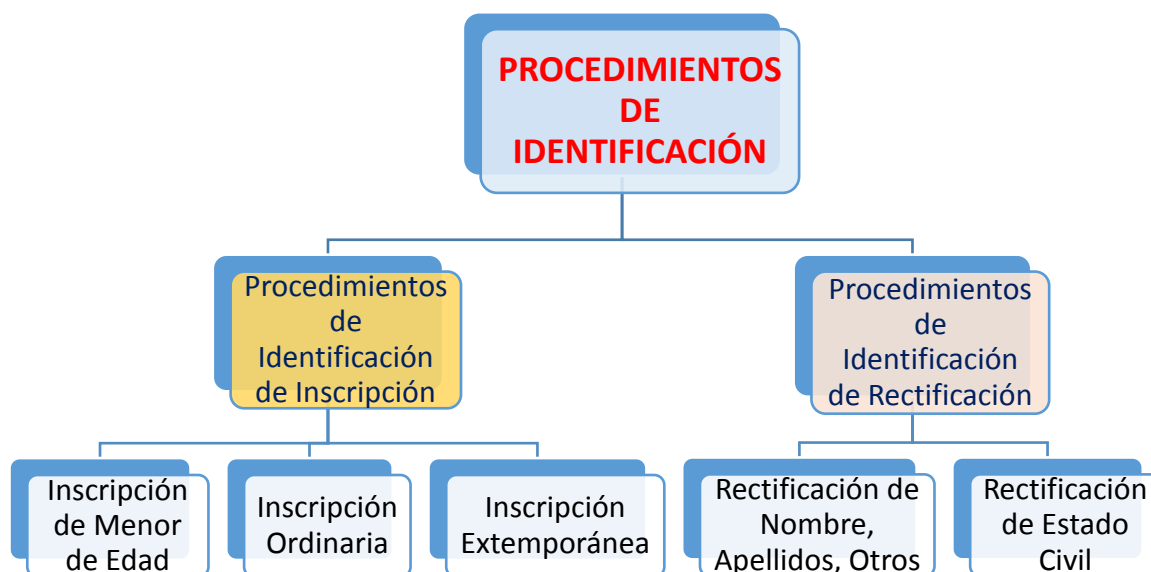 PROCEDIMIENTOS
DE
IDENTIFICACIÓN
Procedimientos
de
Identificación
de Inscripción
Procedimientos
de
Identificación
de Rectificación
Inscripción
de Menor
de Edad
Inscripción
Ordinaria
Inscripción
Extemporánea
Rectificación de
Nombre,
Apellidos, Otros
Rectificación
de Estado
Civil